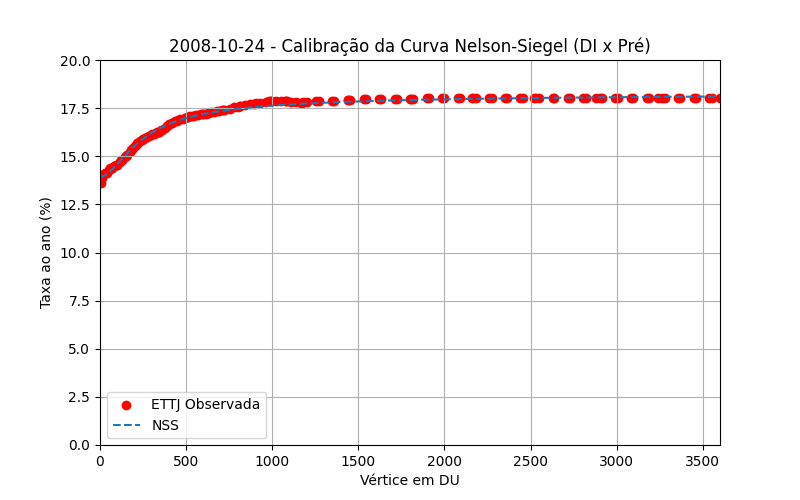 2008-10-24 - Calibração da Curva Nelson-Siegel (DI x Pré)
20.0
17.5
15.0
12.5
10.0
7.5
5.0
2.5
0.0
Taxa ao ano (%)
ETTJ Observada
NSS
0 500 1000 1500 2000 2500 3000 3500
Vértice em DU